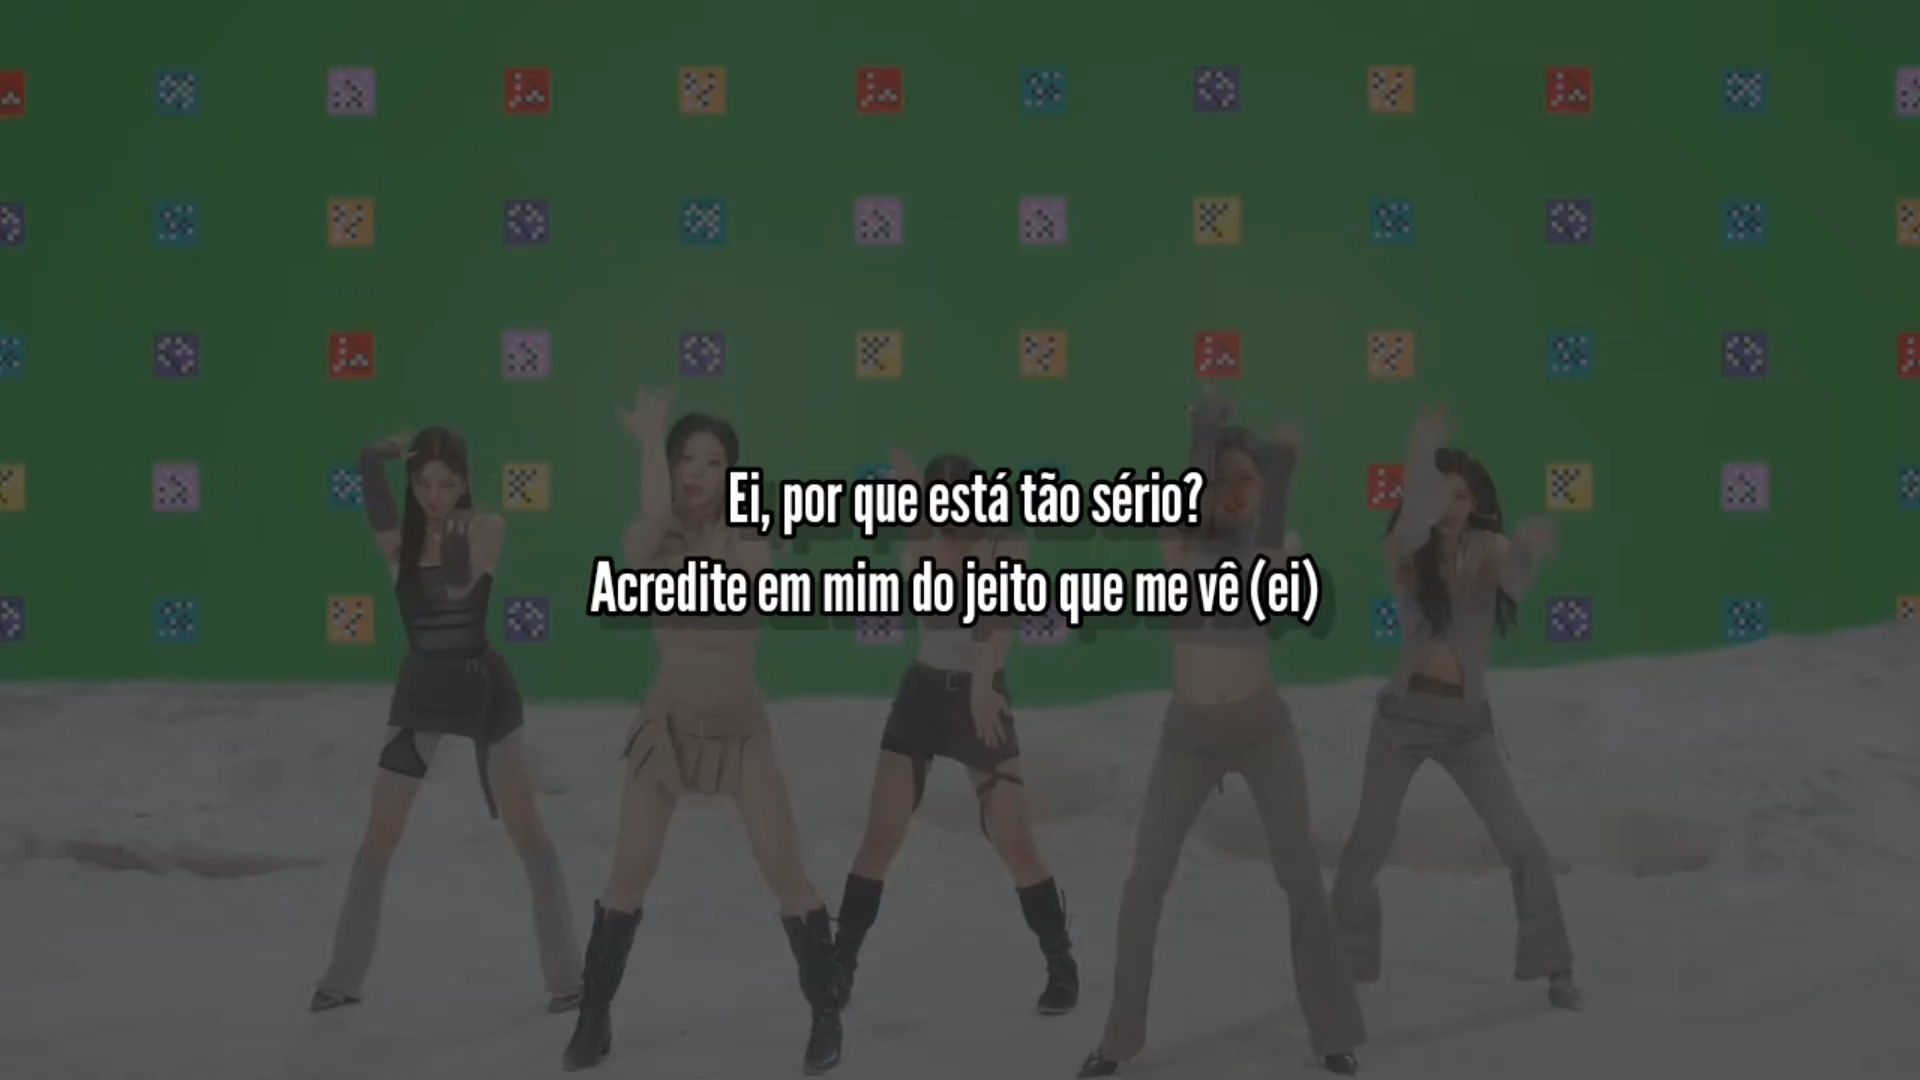 Ei, por que está tão sério?
Acredite em mim do jeito que me vê (ei)